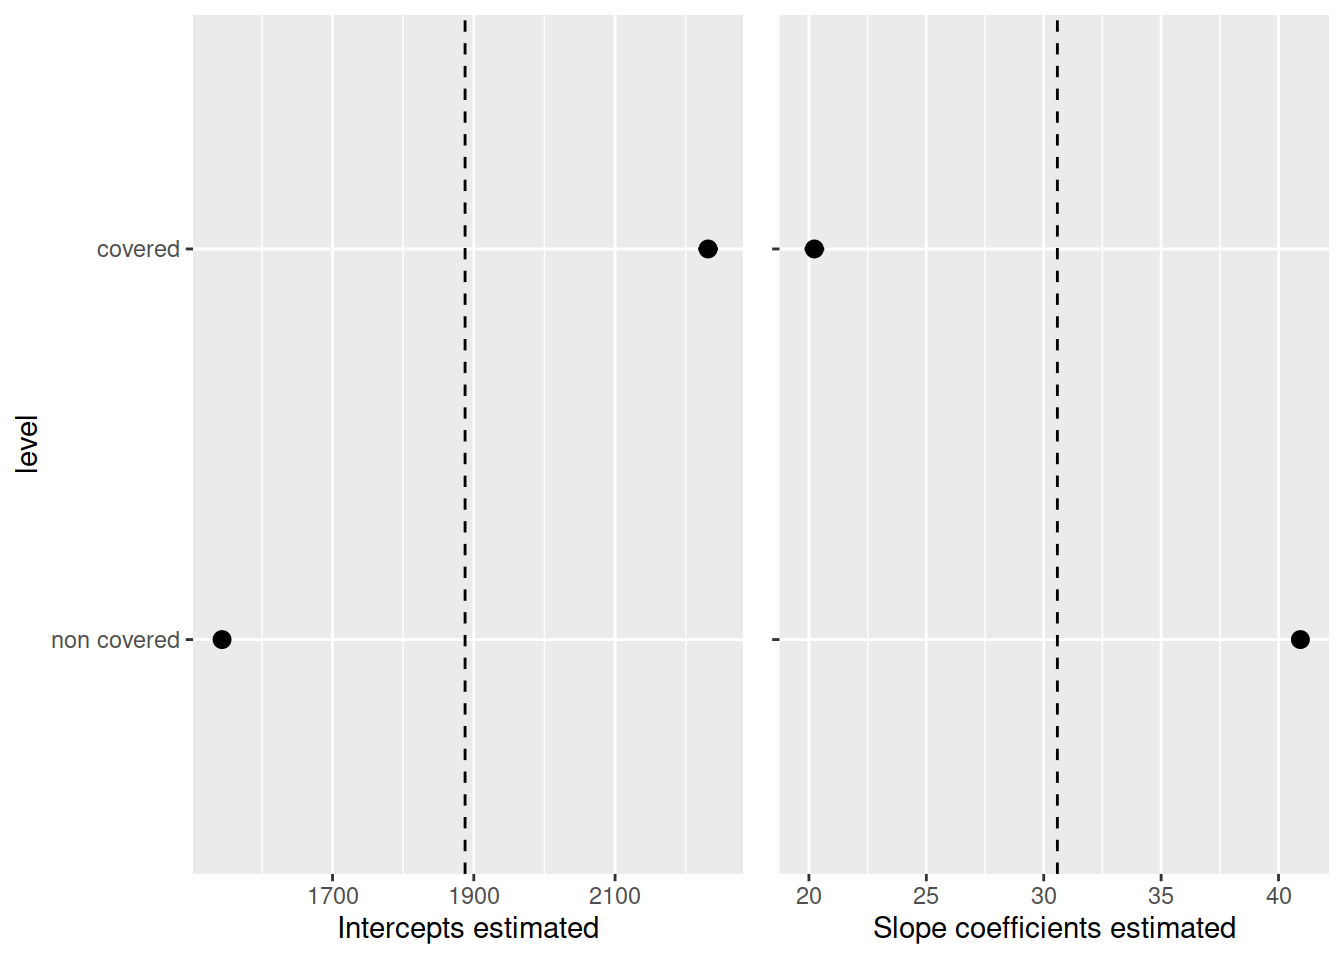 level
covered
non covered
1700 1900 2100
Intercepts estimated
20 25 30 35 40
Slope coefficients estimated